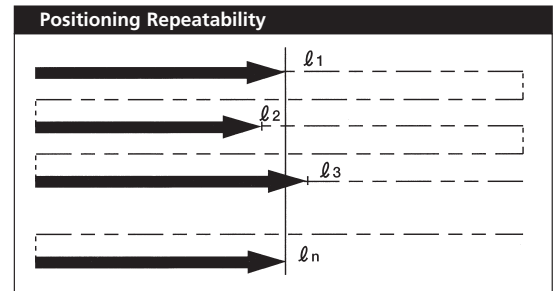 Positioning Repeatability
ℓ1
ℓ2
ℓ3
ℓn